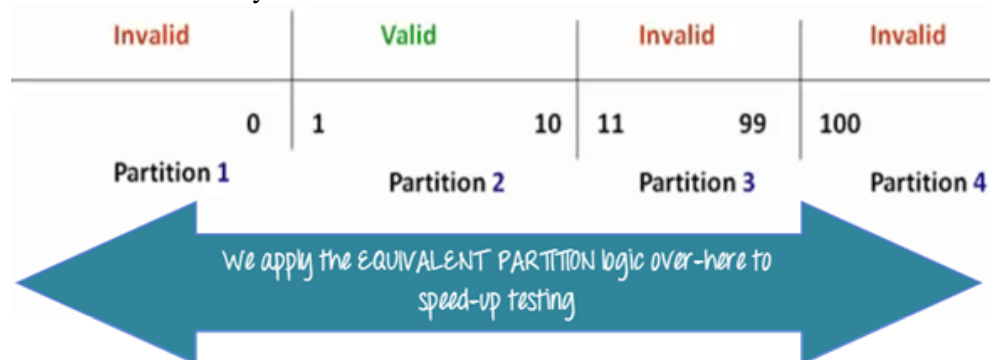 Invalid Valid Invalid Invalid
0 1 10 11 99 100
Partition 1 Partition 2 Partition 3 Partition 4
We apply the EQUIVALENT PARTITION logic over-here to
speed-up testing